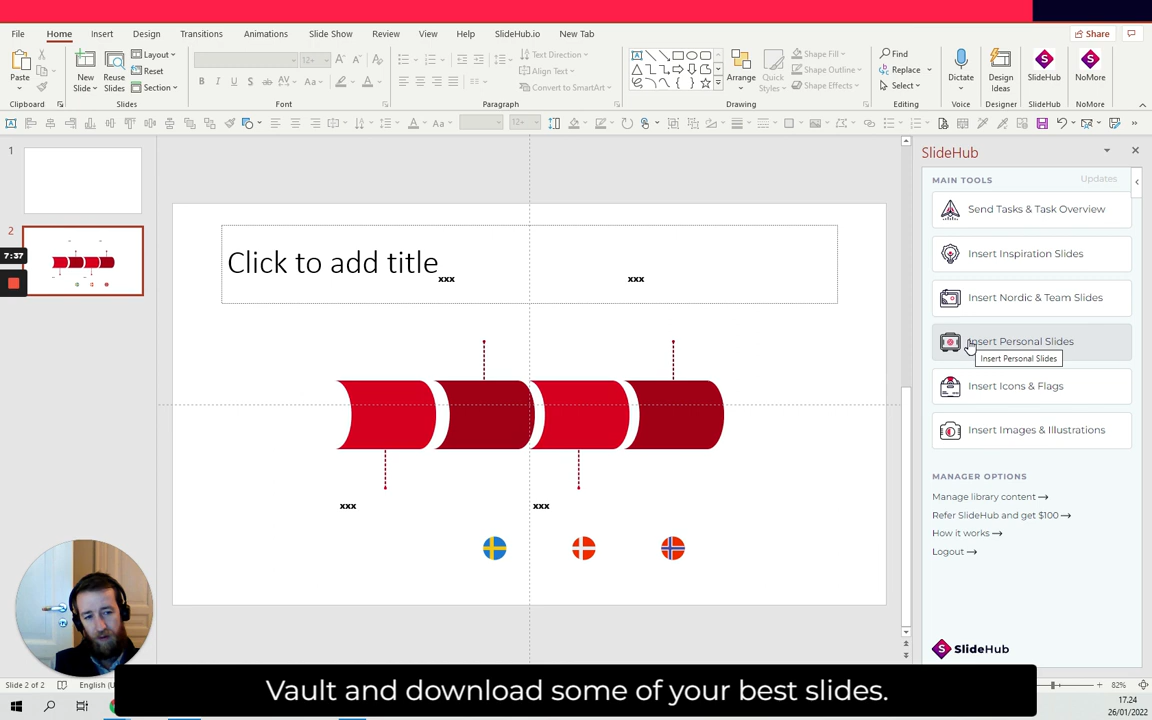 File Home Insert Design Transitions Animations Slide Show Review View Help SlideHub.io New Tab Share
Paste
New Slide
Reuse Slides
Layout
Reset
Section
12+
Text Direction
Align Text
Convert to SmartArt
Arrange
Quick Styles
Shape Fill
Shape Outline
Shape Effects
Find
Replace
Select
Dictate
Design Ideas
SlideHub
NoMore
Clipboard Slides Font Paragraph Drawing Editing Voice Designer SlideHub NoMore
12+
1
2
7:37
Click to add title
xxx xxx
xxx xxx
SlideHub
MAIN TOOLS Updates
Send Tasks & Task Overview
Insert Inspiration Slides
Insert Nordic & Team Slides
Insert Personal Slides
Insert Personal Slides
Insert Icons & Flags
Insert Images & Illustrations
MANAGER OPTIONS
Manage library content →
Refer SlideHub and get $100 →
How it works →
Logout →
SlideHub
Vault and download some of your best slides.
Slide 2 of 2 English 82%
17.24
26/01/2022